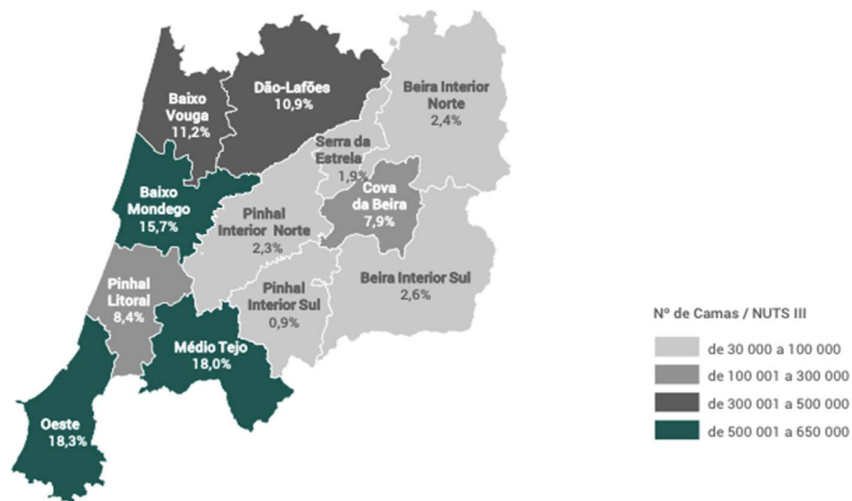 Baixo
Vouga
11,2%
Dão-Lafões
10,9%
Beira Interior
Norte
2,4%
Serra da
Estrela
1,9%
Cova
da Beira
7,9%
Baixo
Mondego
15,7%
Pinhal
Interior Norte
2,3%
Pinhal
Litoral
8,4%
Pinhal
Interior Sul
0,9%
Beira Interior Sul
2,6%
Médio Tejo
18,0%
Oeste
18,3%
Nº de Camas / NUTS III
de 30 000 a 100 000
de 100 001 a 300 000
de 300 001 a 500 000
de 500 001 a 650 000